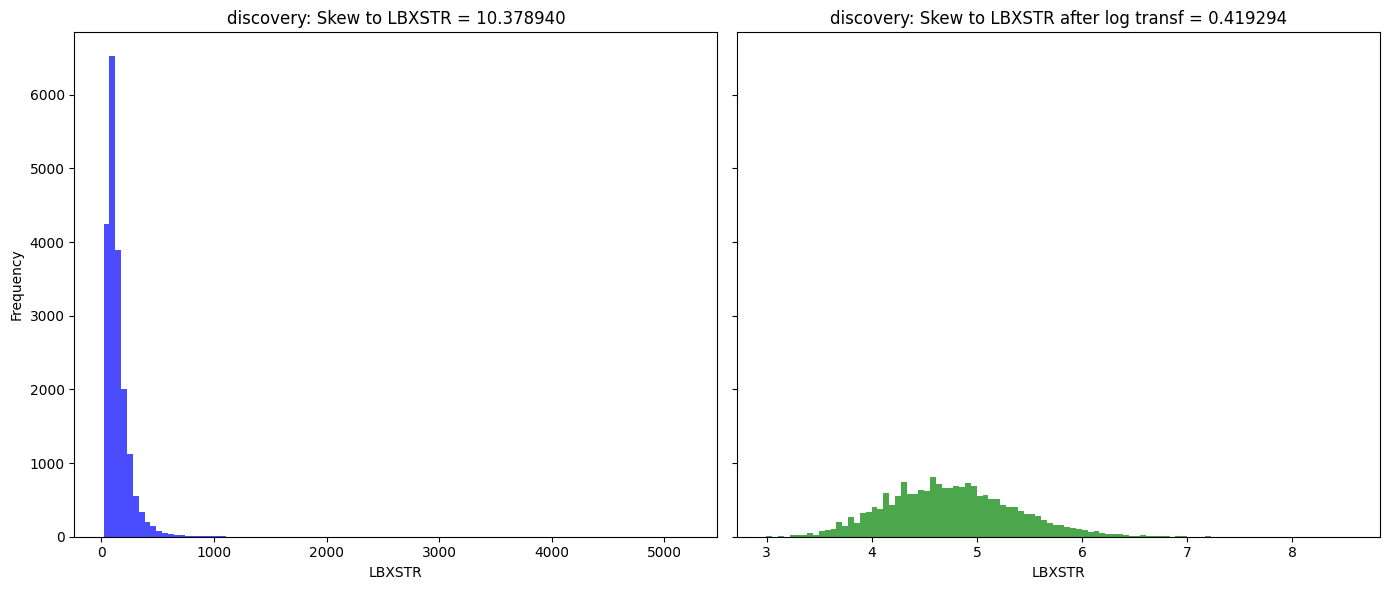 discovery: Skew to LBXSTR = 10.378940
Frequency
6000
5000
4000
3000
2000
1000
0
0 1000 2000 3000 4000 5000
LBXSTR
discovery: Skew to LBXSTR after log transf = 0.419294
3 4 5 6 7 8
LBXSTR